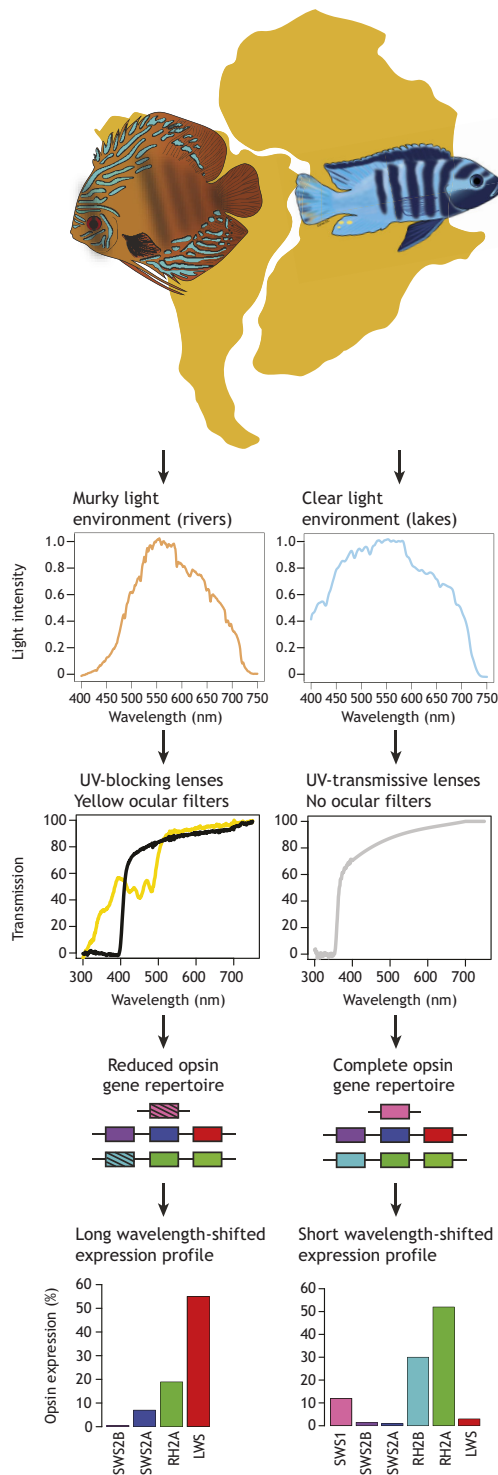 Murky light
environment (rivers)
Light intensity
1.0
0.8
0.6
0.4
0.2
0
400 450 500 550 600 650 700 750
Wavelength (nm)
Clear light
environment (lakes)
1.0
0.8
0.6
0.4
0.2
0
400 450 500 550 600 650 700 750
Wavelength (nm)
UV-blocking lenses
Yellow ocular filters
Transmission
100
80
60
40
20
0
300 400 500 600 700
Wavelength (nm)
UV-transmissive lenses
No ocular filters
100
80
60
40
20
0
300 400 500 600 700
Wavelength (nm)
Reduced opsin
gene repertoire
Complete opsin
gene repertoire
Long wavelength-shifted
expression profile
Opsin expression (%)
60
50
40
30
20
10
0
SWS2B
SWS2A
RH2A
LWS
Short wavelength-shifted
expression profile
60
50
40
30
20
10
0
SWS1
SWS2B
SWS2A
RH2B
RH2A
LWS